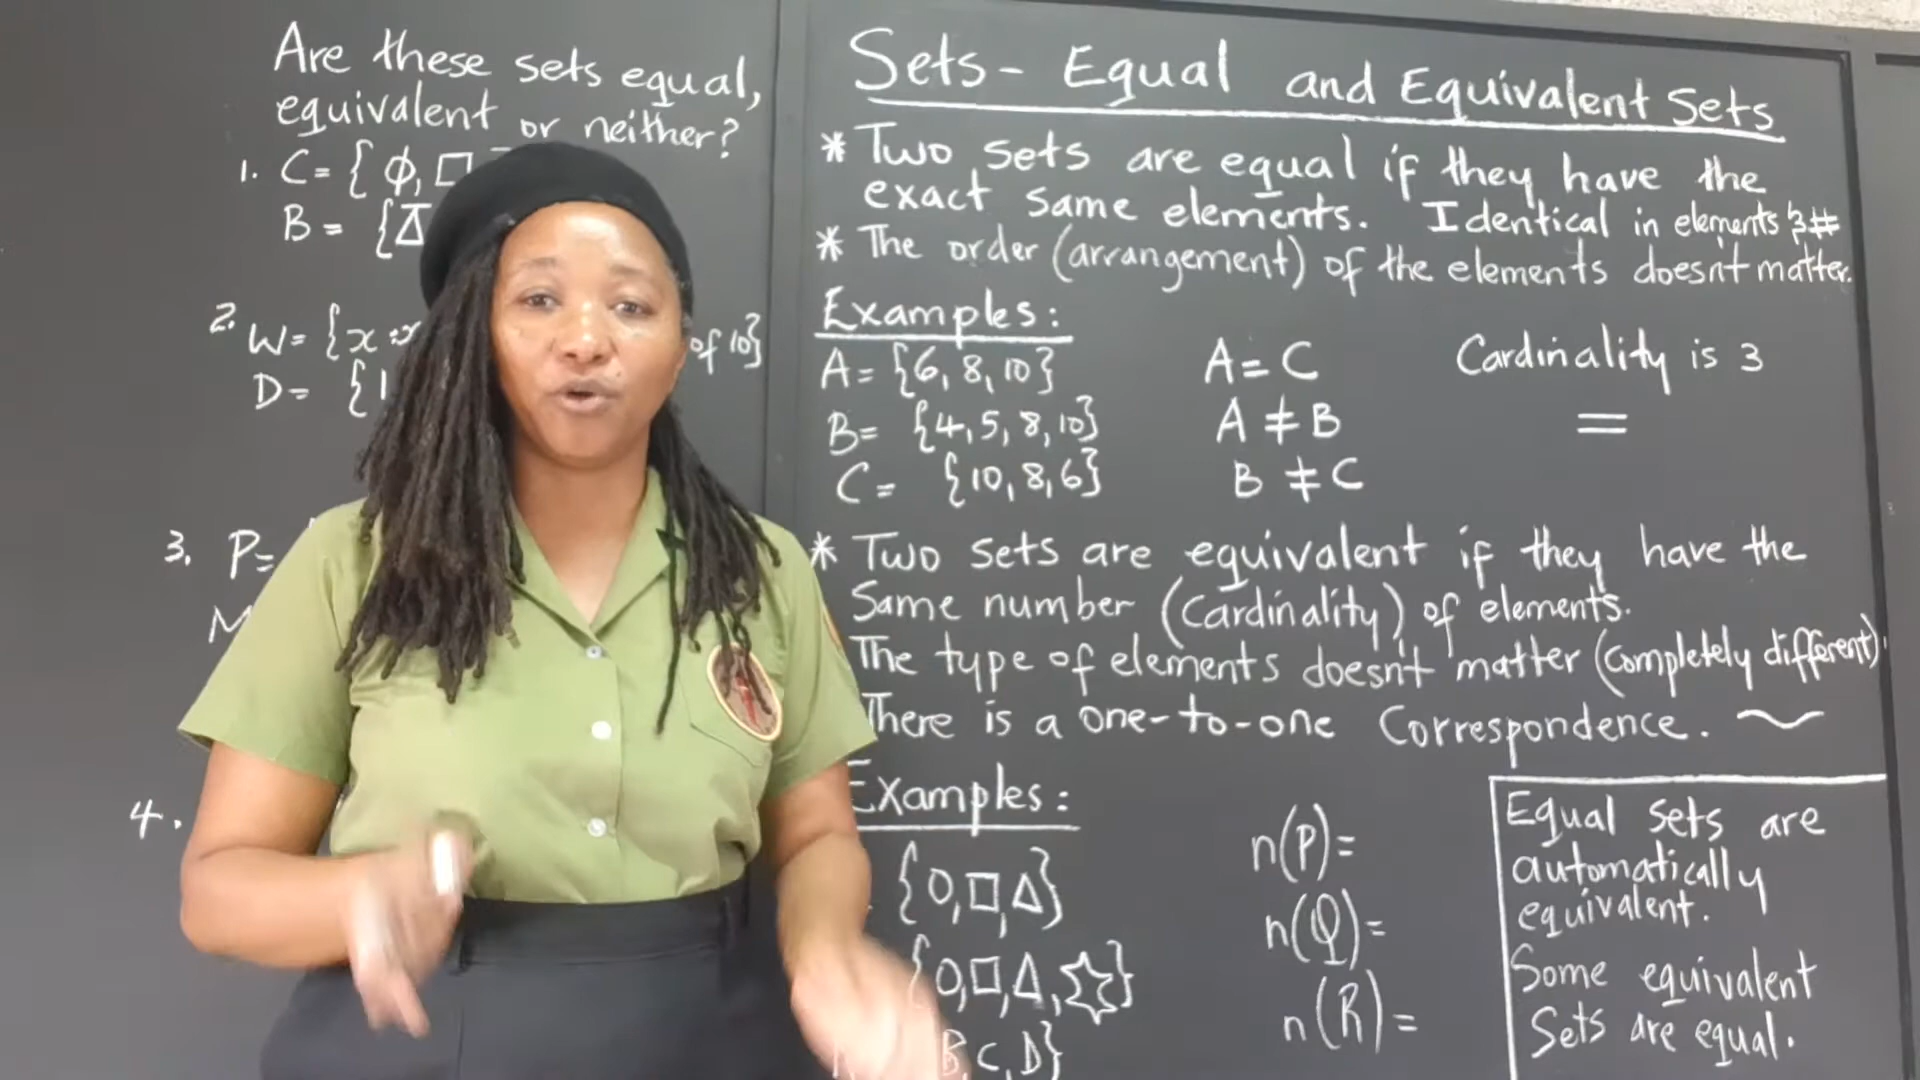 Are these sets equal,
equivalent or neither?
1. C = { ϕ, □
B = {Δ
2. W = {x : x of 10}
D = {1
3. P =
M
4.
Sets - Equal and Equivalent Sets
* Two sets are equal if they have the
exact same elements. Identical in elements & #
* The order (arrangement) of the elements doesn't matter.
Examples:
A = {6, 8, 10} A = C Cardinality is 3
B = {4, 5, 8, 10} A ≠ B =
C = {10, 8, 6} B ≠ C
* Two sets are equivalent if they have the
Same number (Cardinality) of elements.
The type of elements doesn't matter (Completely different).
There is a one-to-one Correspondence. ~
Examples:
{O, □, Δ} n(P) =
{O, □, Δ, ☆} n(Q) =
B, C, D} n(R) =
Equal Sets are
automatically
equivalent.
Some equivalent
Sets are equal.